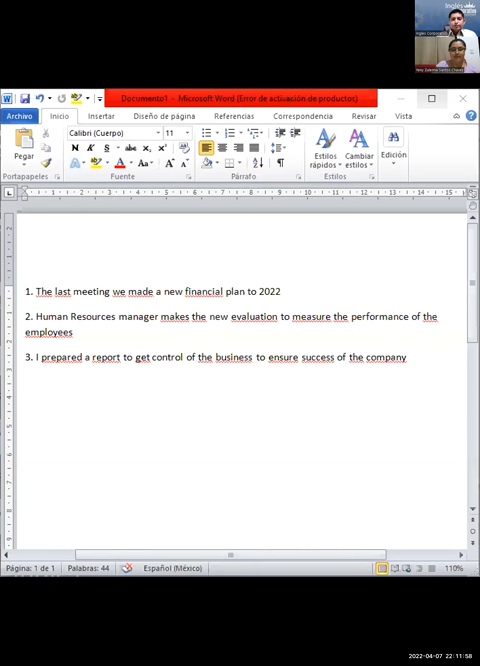 Inglés
Corporativo
Ingles Corporativo
Documento1 - Microsoft Word (Error de activación de productos)
Archivo Inicio Insertar Diseño de página Referencias Correspondencia Revisar Vista
Calibri (Cuerpo) 11
Pegar
Estilos rápidos
Cambiar estilos
Edición
Portapapeles Fuente Párrafo Estilos
1. The last meeting we made a new financial plan to 2022
2. Human Resources manager makes the new evaluation to measure the performance of the
employees
3. I prepared a report to get control of the business to ensure success of the company
Página: 1 de 1 Palabras: 44 Español (México) 110%
2022-04-07 22:11:58